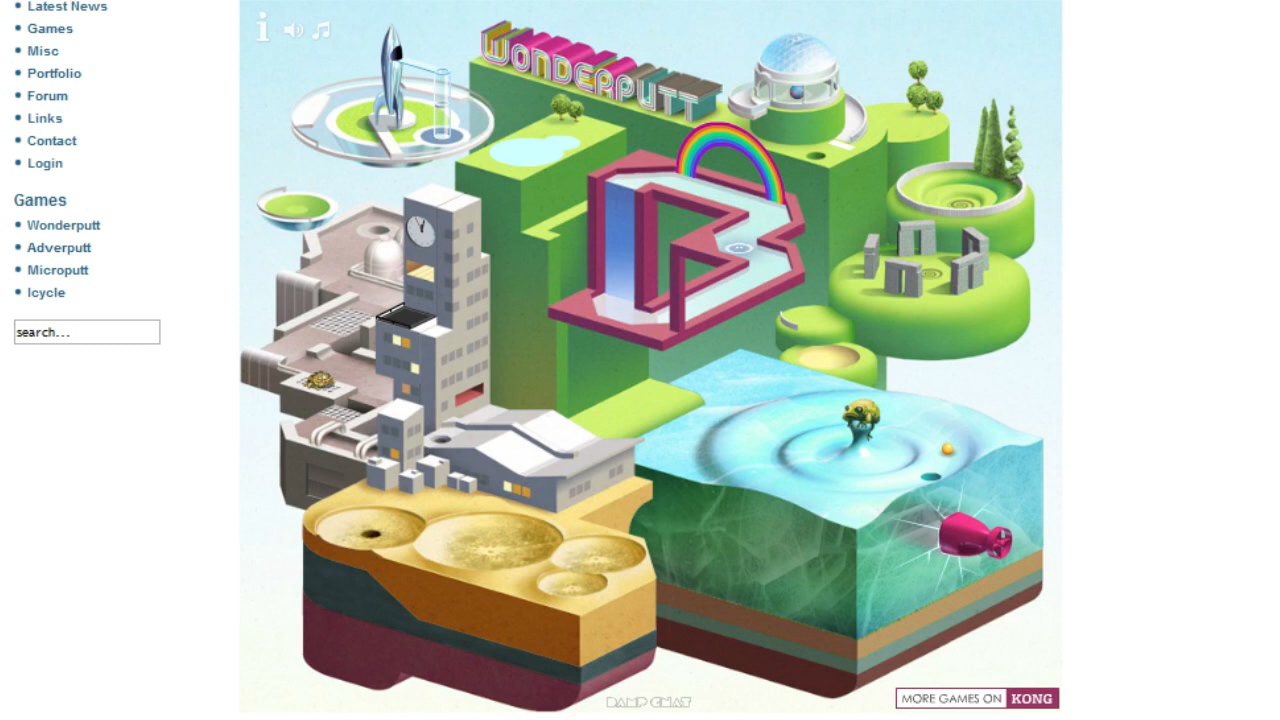 Latest News
Games
Misc
Portfolio
Forum
Links
Contact
Login
Games
Wonderputt
Adverputt
Microputt
Icycle
search...
i
WONDERPUTT
DAMP GNAT
MORE GAMES ON KONG